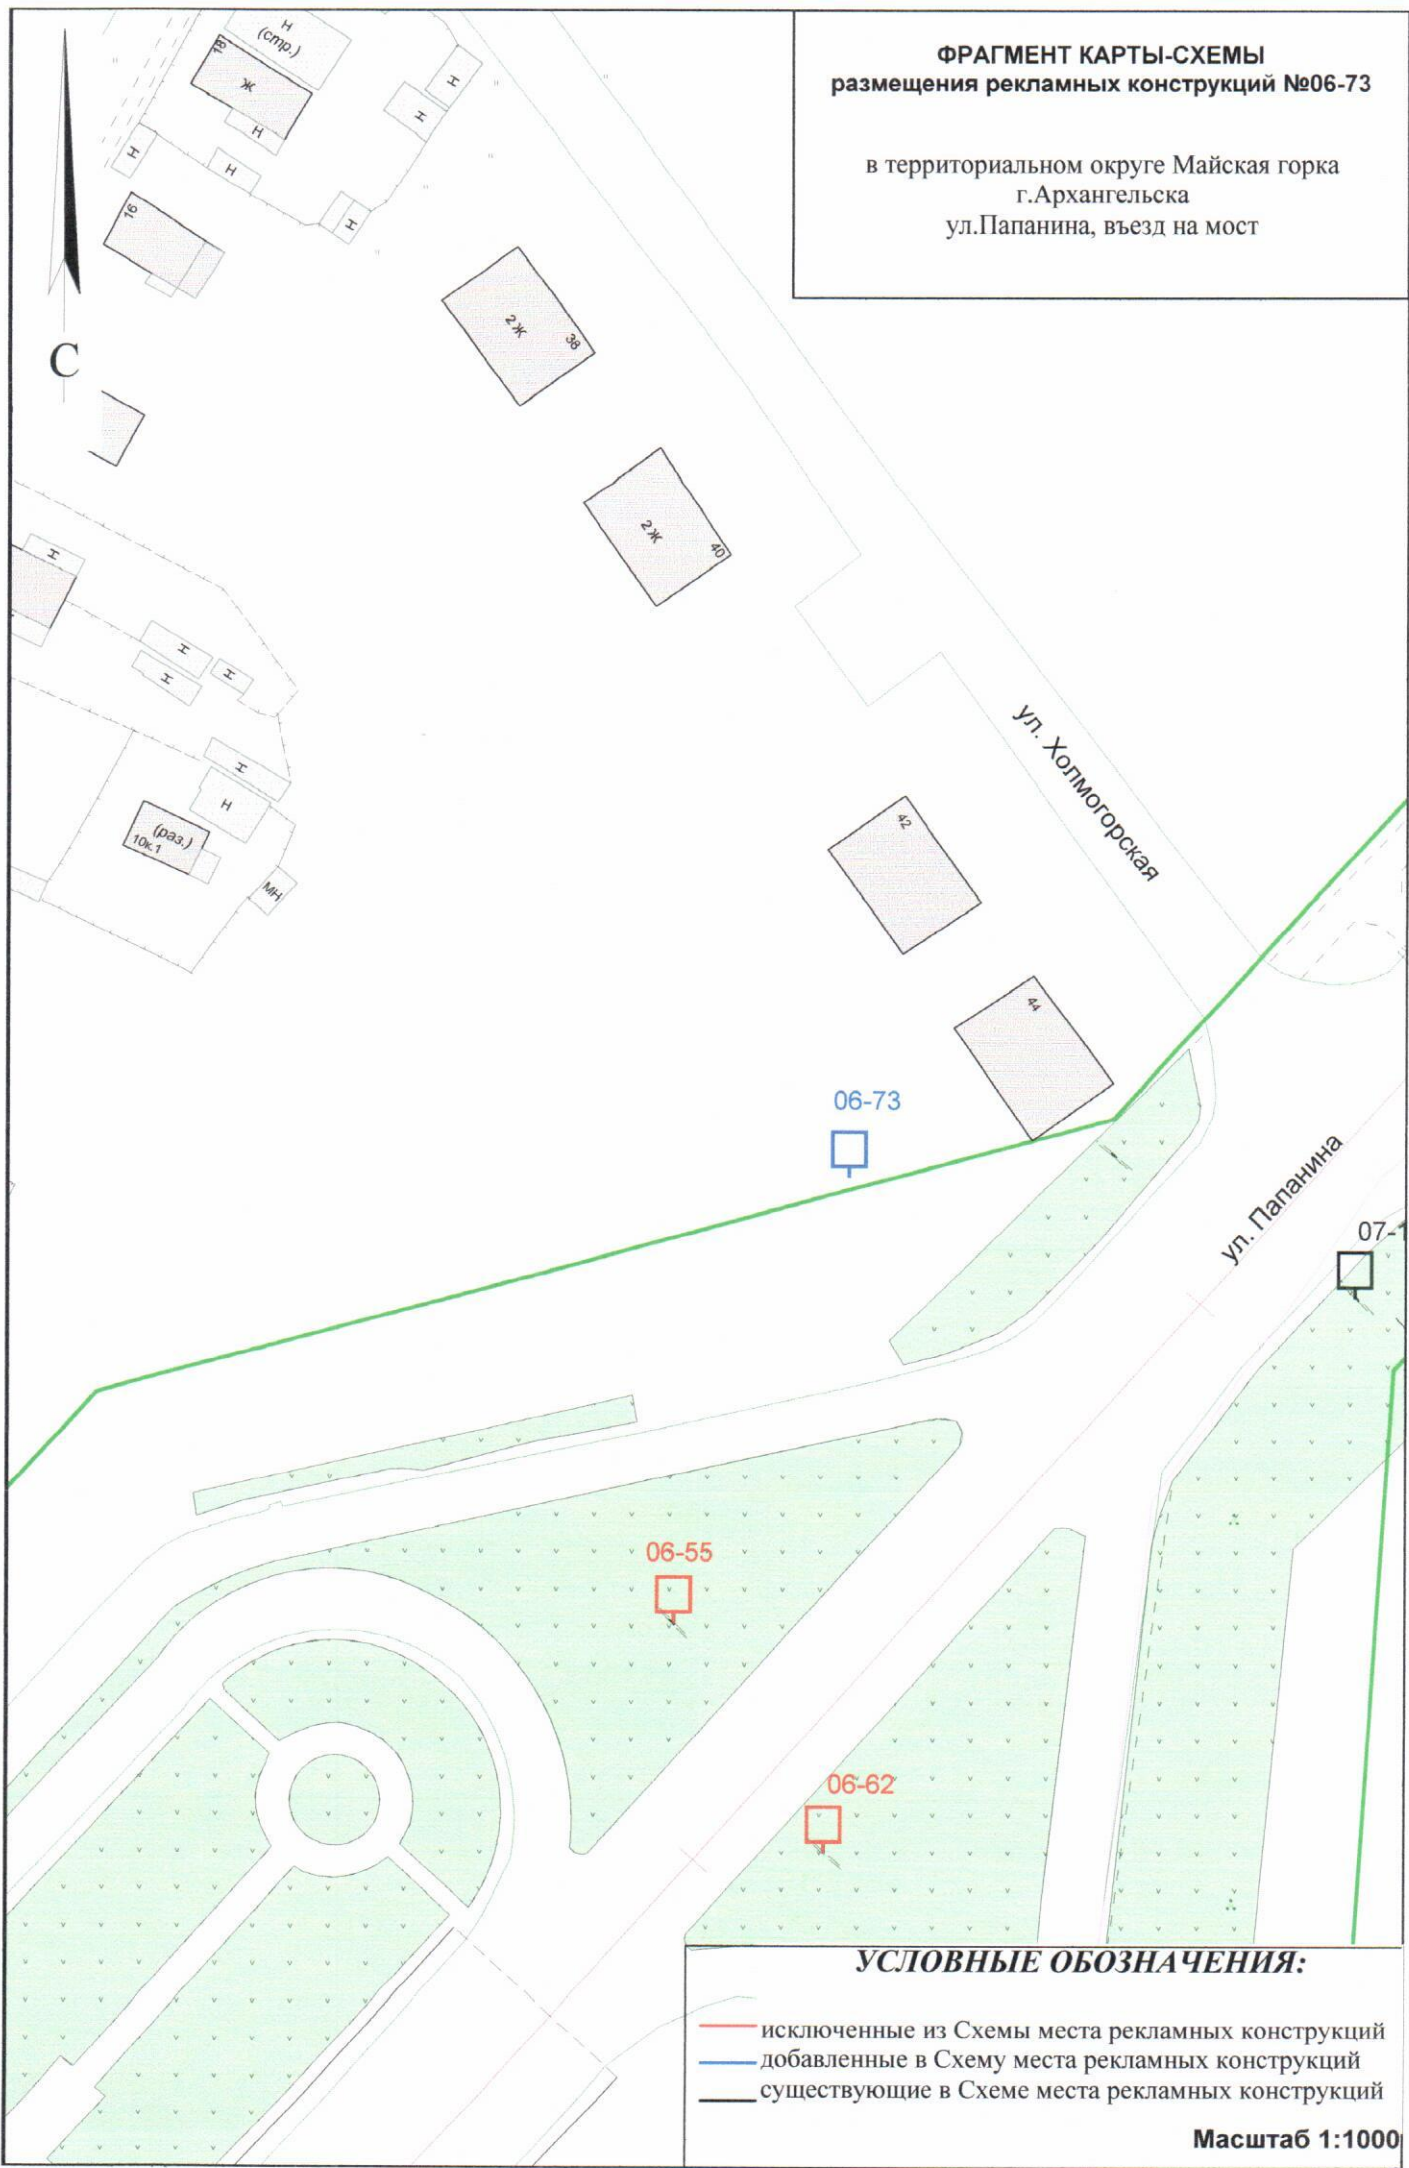 ФРАГМЕНТ КАРТЫ-СХЕМЫ
размещения рекламных конструкций №06-73
в территориальном округе Майская горка
г.Архангельска
ул.Папанина, въезд на мост
Н
(стр.)
18
Ж
Н
Н
Н
Н
Н
Н
16
С
2 Ж
38
2 Ж
40
Н
Н
Н
Н
Н
Н
(раз.)
10к.1
МН
ул. Холмогорская
42
44
06-73
ул. Папанина
07-1
06-55
06-62
УСЛОВНЫЕ ОБОЗНАЧЕНИЯ:
исключенные из Схемы места рекламных конструкций
добавленные в Схему места рекламных конструкций
существующие в Схеме места рекламных конструкций
Масштаб 1:1000